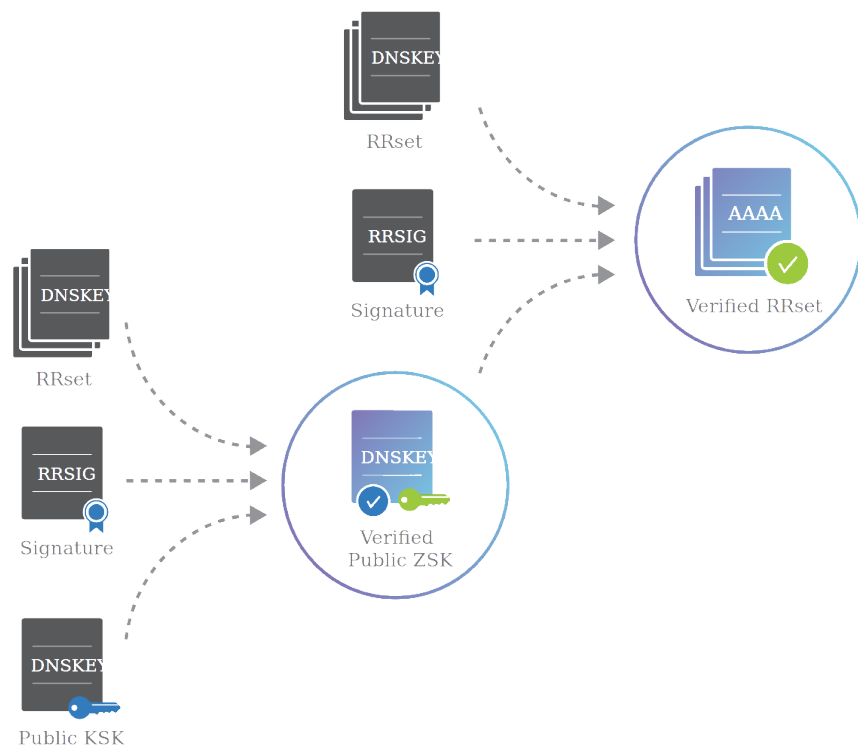 DNSKEY
RRset
RRSIG
Signature
AAAA
Verified RRset
DNSKEY
RRset
RRSIG
Signature
DNSKEY
Verified
Public ZSK
DNSKEY
Public KSK